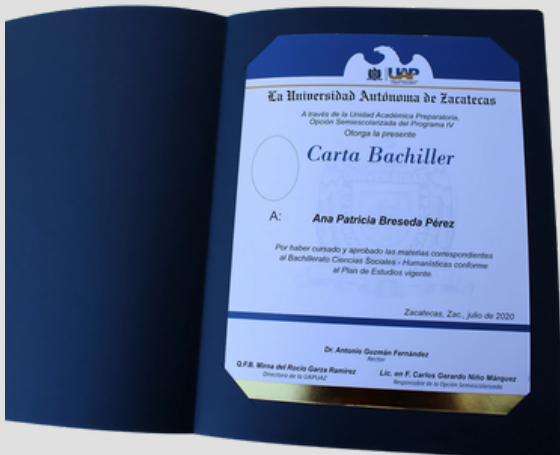 UAP
La Universidad Autónoma de Zacatecas
A través de la Unidad Académica Preparatoria,
Opción Semiescolarizada del Programa IV
Otorga la presente
Carta Bachiller
A: Ana Patricia Breseda Pérez
Por haber cursado y aprobado las materias correspondientes
al Bachillerato Ciencias Sociales - Humanísticas conforme
al Plan de Estudios vigente.
Zacatecas, Zac., julio de 2020
Dr. Antonio Guzmán Fernández
Rector
Q.F.B. Mirna del Rocío Garza Ramírez
Directora de la UAPUAZ
Lic. en F. Carlos Gerardo Niño Márquez
Responsable de la Opción Semiescolarizada